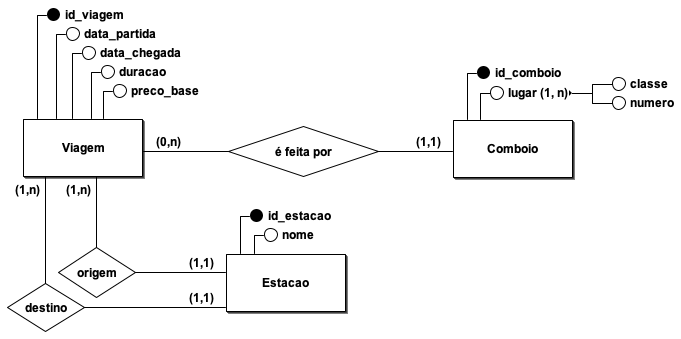 id_viagem
data_partida
data_chegada
duracao
preco_base
id_comboio
lugar (1, n)
classe
numero
Viagem
(0,n)
é feita por
(1,1)
Comboio
(1,n)
(1,n)
id_estacao
nome
origem
(1,1)
Estacao
destino
(1,1)